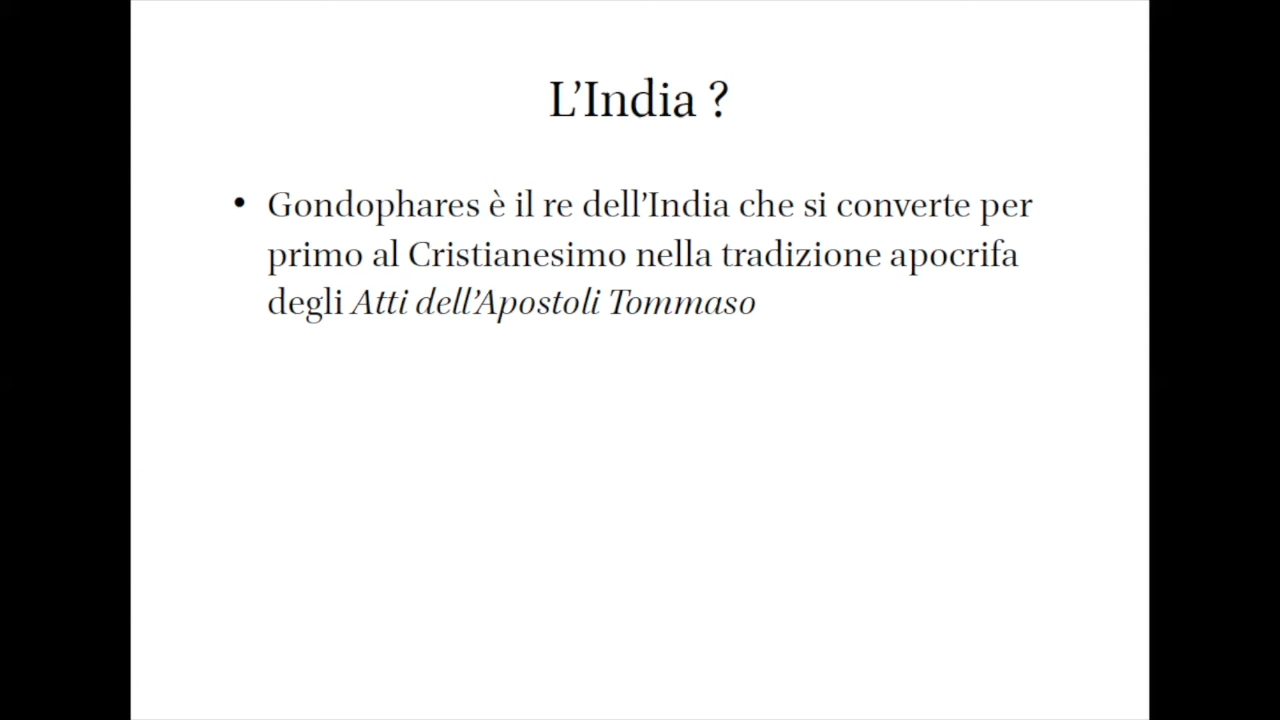 L’India ?
• Gondophares è il re dell’India che si converte per
primo al Cristianesimo nella tradizione apocrifa
degli Atti dell’Apostoli Tommaso